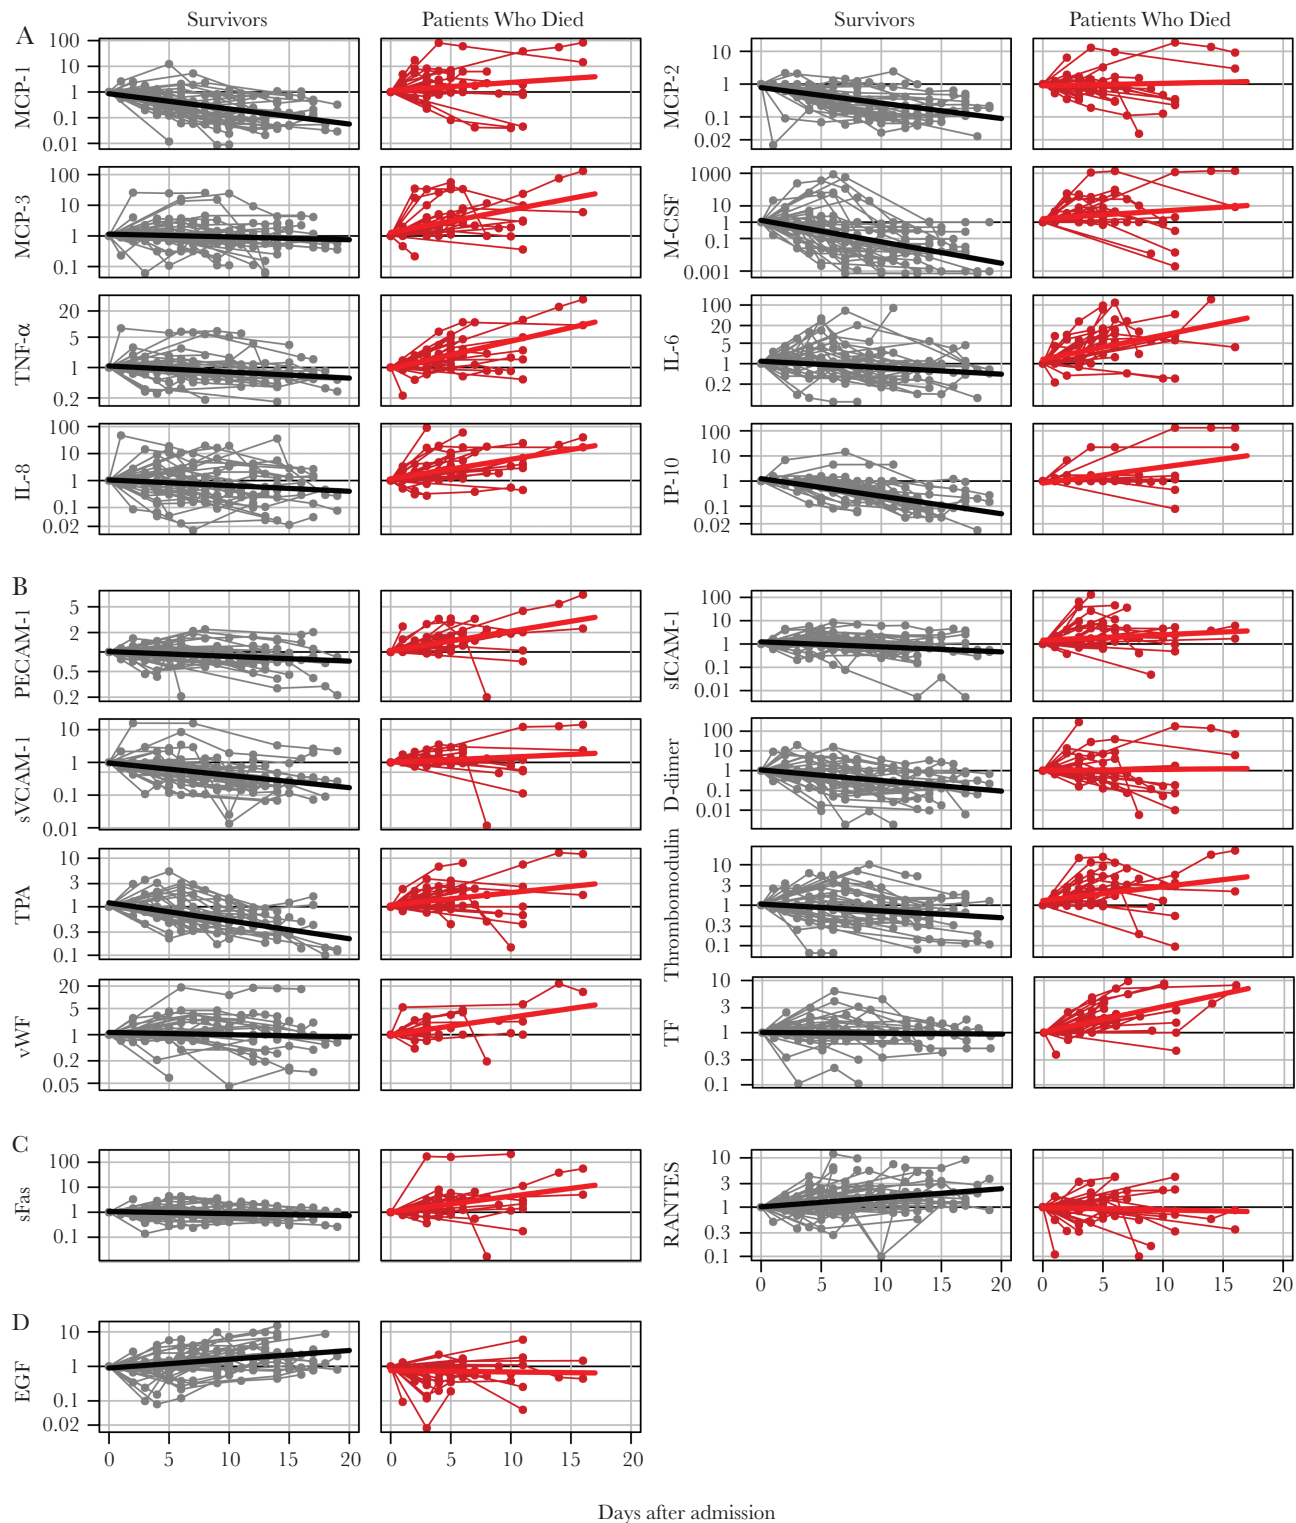 Survivors Patients Who Died Survivors Patients Who Died
A
MCP-1 100 10 1 0.1 0.01
MCP-2 10 1 0.1 0.02
MCP-3 100 10 1 0.1
M-CSF 1000 10 1 0.1 0.001
TNF-α 20 5 1 0.2
IL-6 100 20 5 1 0.2
IL-8 100 10 1 0.1 0.02
IP-10 100 10 1 0.1 0.02
B
PECAM-1 5 2 1 0.5 0.2
sICAM-1 100 10 1 0.1 0.01
sVCAM-1 10 1 0.1 0.01
D-dimer 100 10 1 0.1 0.01
TPA 10 3 1 0.3 0.1
Thrombomodulin 10 3 1 0.3 0.1
vWF 20 5 1 0.2 0.05
TF 10 3 1 0.3 0.1
C
sFas 100 10 1 0.1
RANTES 10 3 1 0.3 0.1
0 5 10 15 20 0 5 10 15 20
D
EGF 10 1 0.1 0.02
0 5 10 15 20 0 5 10 15 20
Days after admission